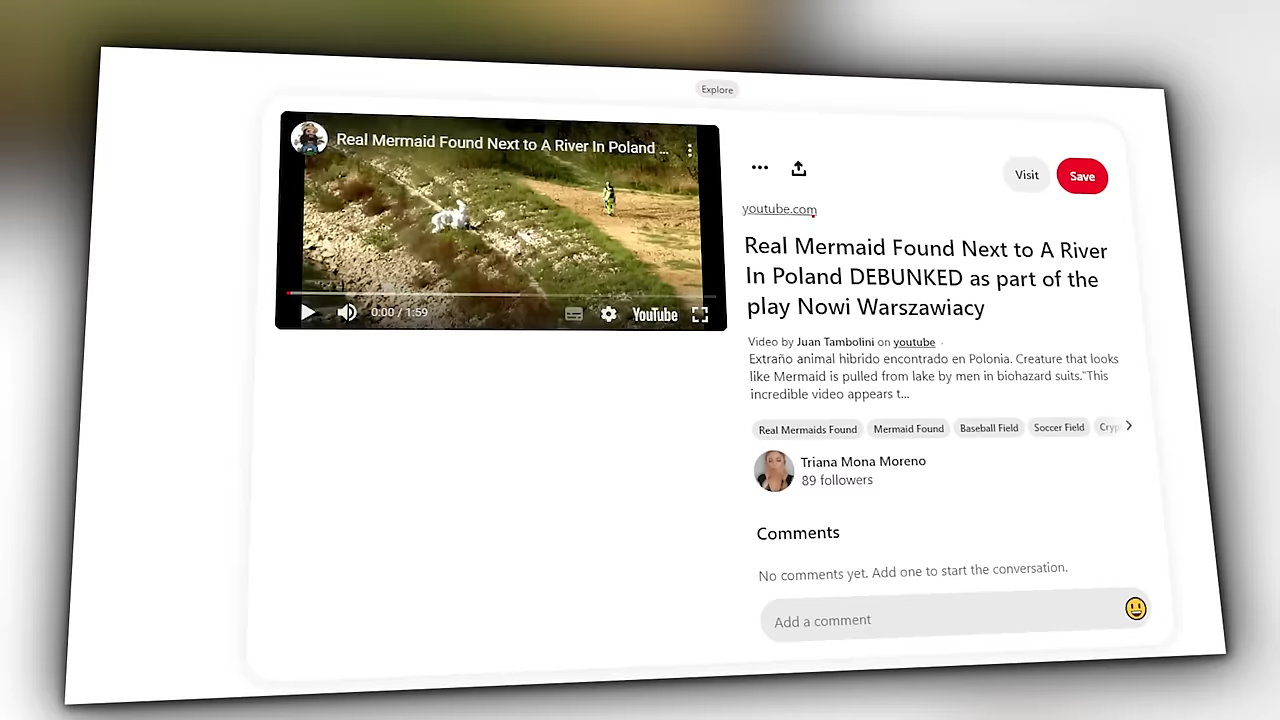 Explore
Real Mermaid Found Next to A River In Poland ...
0:00 / 1:59
YouTube
Visit
Save
youtube.com
Real Mermaid Found Next to A River
In Poland DEBUNKED as part of the
play Nowi Warszawiacy
Video by Juan Tambolini on youtube ·
Extraño animal hibrido encontrado en Polonia. Creature that looks
like Mermaid is pulled from lake by men in biohazard suits."This
incredible video appears t...
Real Mermaids Found
Mermaid Found
Baseball Field
Soccer Field
Cryp
Triana Mona Moreno
89 followers
Comments
No comments yet. Add one to start the conversation.
Add a comment